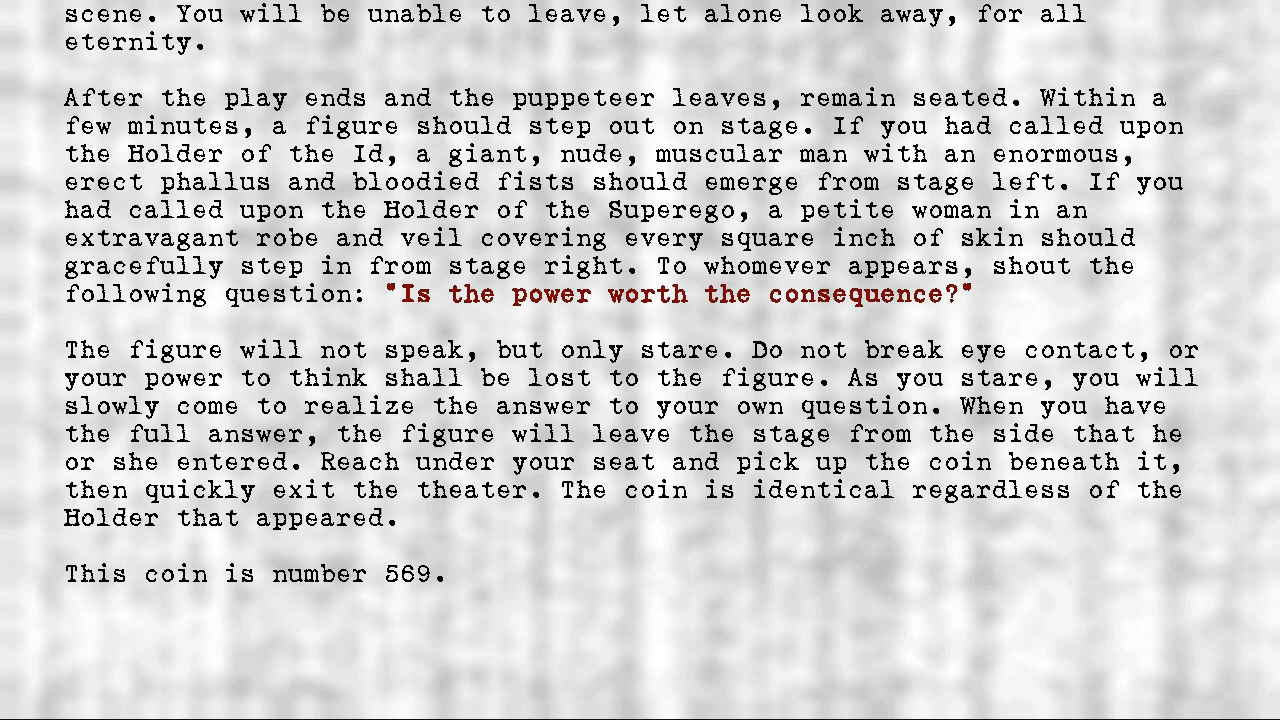 scene. You will be unable to leave, let alone look away, for all
eternity.
After the play ends and the puppeteer leaves, remain seated. Within a
few minutes, a figure should step out on stage. If you had called upon
the Holder of the Id, a giant, nude, muscular man with an enormous,
erect phallus and bloodied fists should emerge from stage left. If you
had called upon the Holder of the Superego, a petite woman in an
extravagant robe and veil covering every square inch of skin should
gracefully step in from stage right. To whomever appears, shout the
following question: "Is the power worth the consequence?"
The figure will not speak, but only stare. Do not break eye contact, or
your power to think shall be lost to the figure. As you stare, you will
slowly come to realize the answer to your own question. When you have
the full answer, the figure will leave the stage from the side that he
or she entered. Reach under your seat and pick up the coin beneath it,
then quickly exit the theater. The coin is identical regardless of the
Holder that appeared.
This coin is number 569.